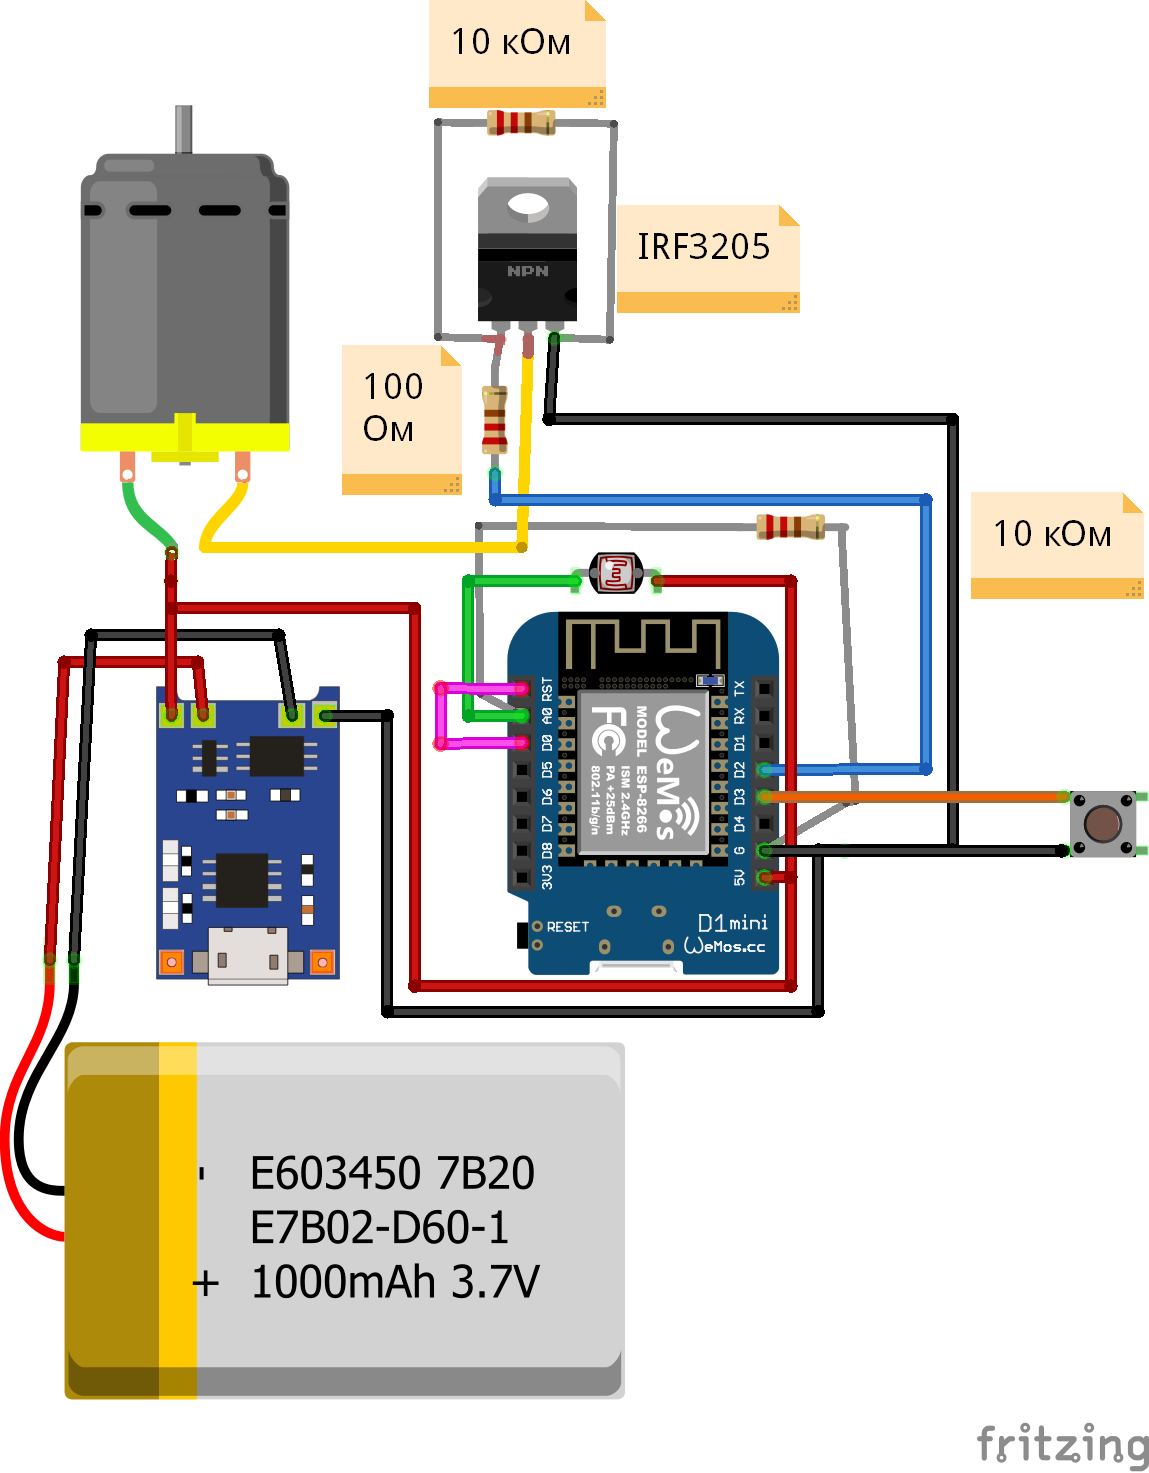 10 кОм
NPN
IRF3205
100
Ом
10 кОм
RST
A0
D0
D5
D6
D7
D8
3V3
TX
RX
D1
D2
D3
D4
G
5V
WeMos
MODEL ESP-8266
ISM 2.4GHz
PA +25dBm
802.11b/g/n
FC
RESET
D1mini
WeMos.cc
- E603450 7B20
E7B02-D60-1
+ 1000mAh 3.7V
fritzing